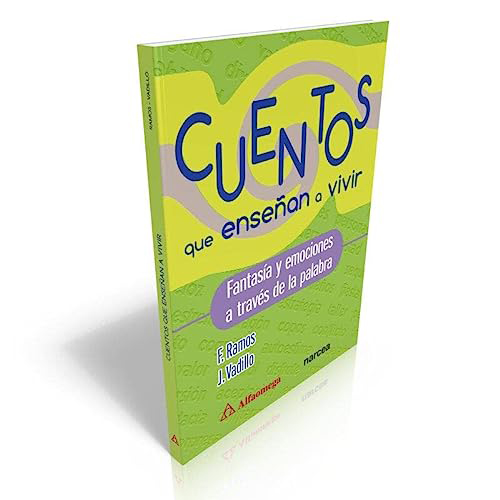 CUENTOS
que enseñan a vivir
Fantasía y emociones
a través de la palabra
F. Ramos
J. Vadillo
Alfaomega
narcea
RAMOS - VADILLO
CUENTOS QUE ENSEÑAN A VIVIR